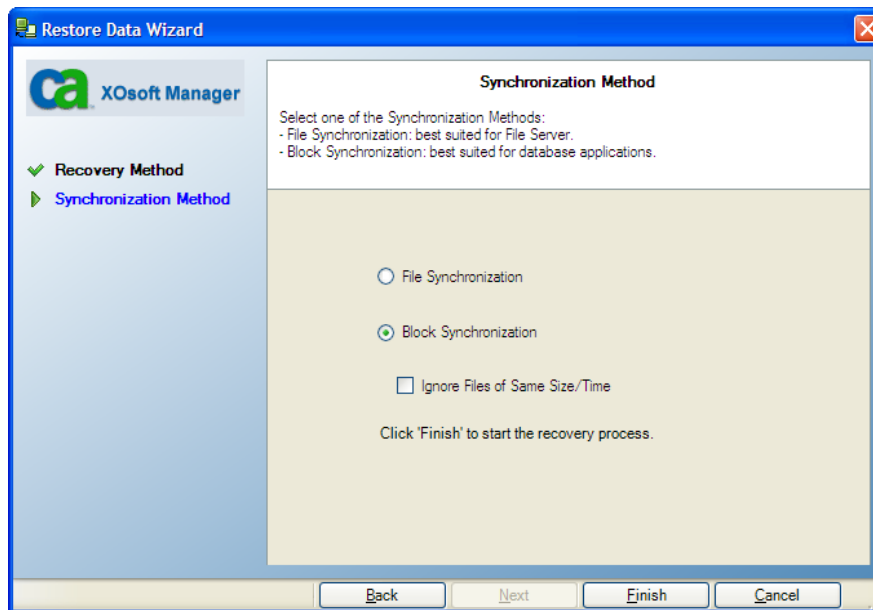 Restore Data Wizard
ca XOsoft Manager
Recovery Method
Synchronization Method
Synchronization Method
Select one of the Synchronization Methods:
- File Synchronization: best suited for File Server.
- Block Synchronization: best suited for database applications.
File Synchronization
Block Synchronization
Ignore Files of Same Size/Time
Click 'Finish' to start the recovery process.
Back Next Finish Cancel